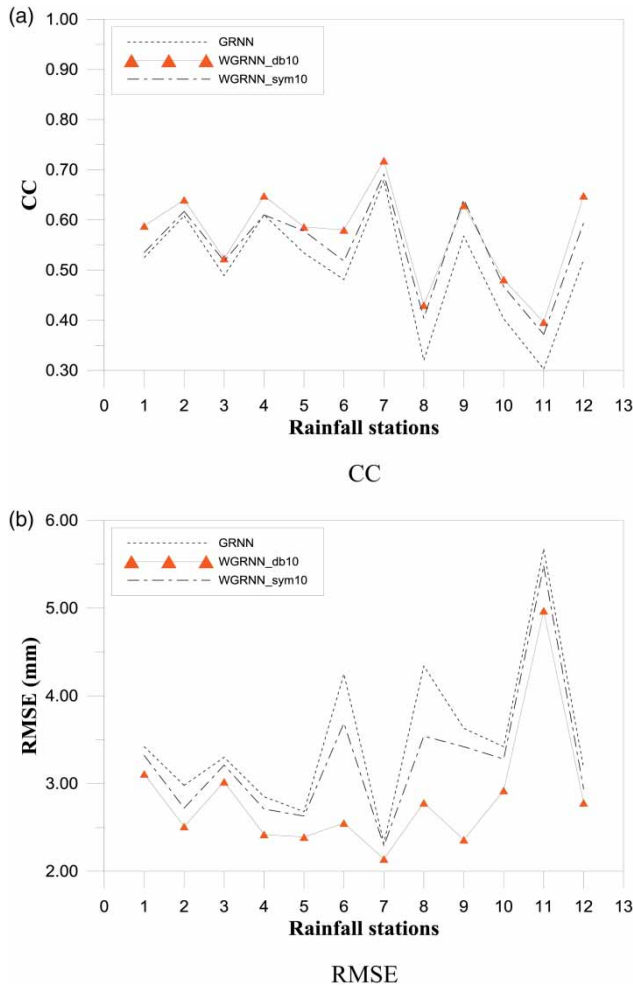 (a)
1.00
0.90
0.80
0.70
0.60
0.50
0.40
0.30
CC
GRNN
WGRNN_db10
WGRNN_sym10
0 1 2 3 4 5 6 7 8 9 10 11 12 13
Rainfall stations
CC
(b)
6.00
5.00
4.00
3.00
2.00
RMSE (mm)
GRNN
WGRNN_db10
WGRNN_sym10
0 1 2 3 4 5 6 7 8 9 10 11 12 13
Rainfall stations
RMSE